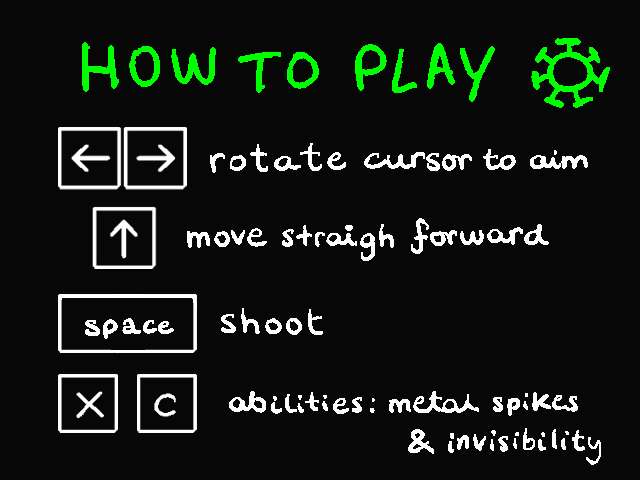 HOW TO PLAY
← → rotate cursor to aim
↑ move straigh forward
space shoot
X C abilities: metal spikes
& invisibility